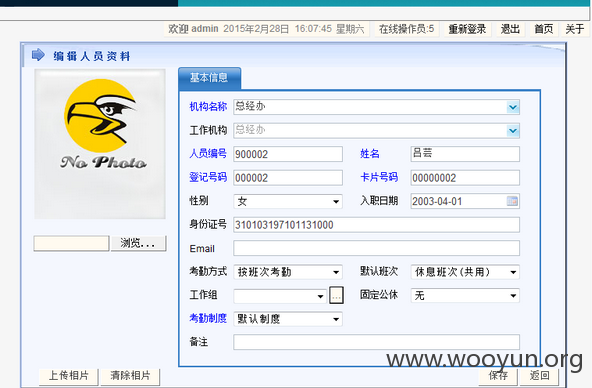 欢迎 admin 2015年2月28日 16:07:45 星期六 在线操作员:5 重新登录 退出 首页 关于
编辑人员资料
基本信息
No Photo
机构名称 总经办
工作机构 总经办
人员编号 900002 姓名 吕芸
登记号码 000002 卡片号码 00000002
性别 女 入职日期 2003-04-01
身份证号 310103197101131000
浏览...
Email
考勤方式 按班次考勤 默认班次 休息班次(共用)
工作组 ... 固定公休 无
考勤制度 默认制度
备注
上传相片 清除相片 保存 返回
www.wooyun.org